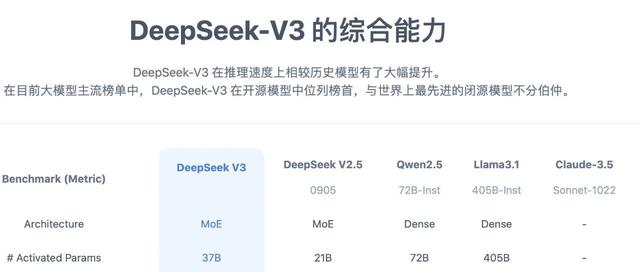 DeepSeek-V3 的综合能力
DeepSeek-V3 在推理速度上相较历史模型有了大幅提升。
在目前大模型主流榜单中，DeepSeek-V3 在开源模型中位列榜首，与世界上最先进的闭源模型不分伯仲。
Benchmark (Metric) DeepSeek V3 DeepSeek V2.5 Qwen2.5 Llama3.1 Claude-3.5
0905 72B-Inst 405B-Inst Sonnet-1022
Architecture MoE MoE Dense Dense -
# Activated Params 37B 21B 72B 405B -